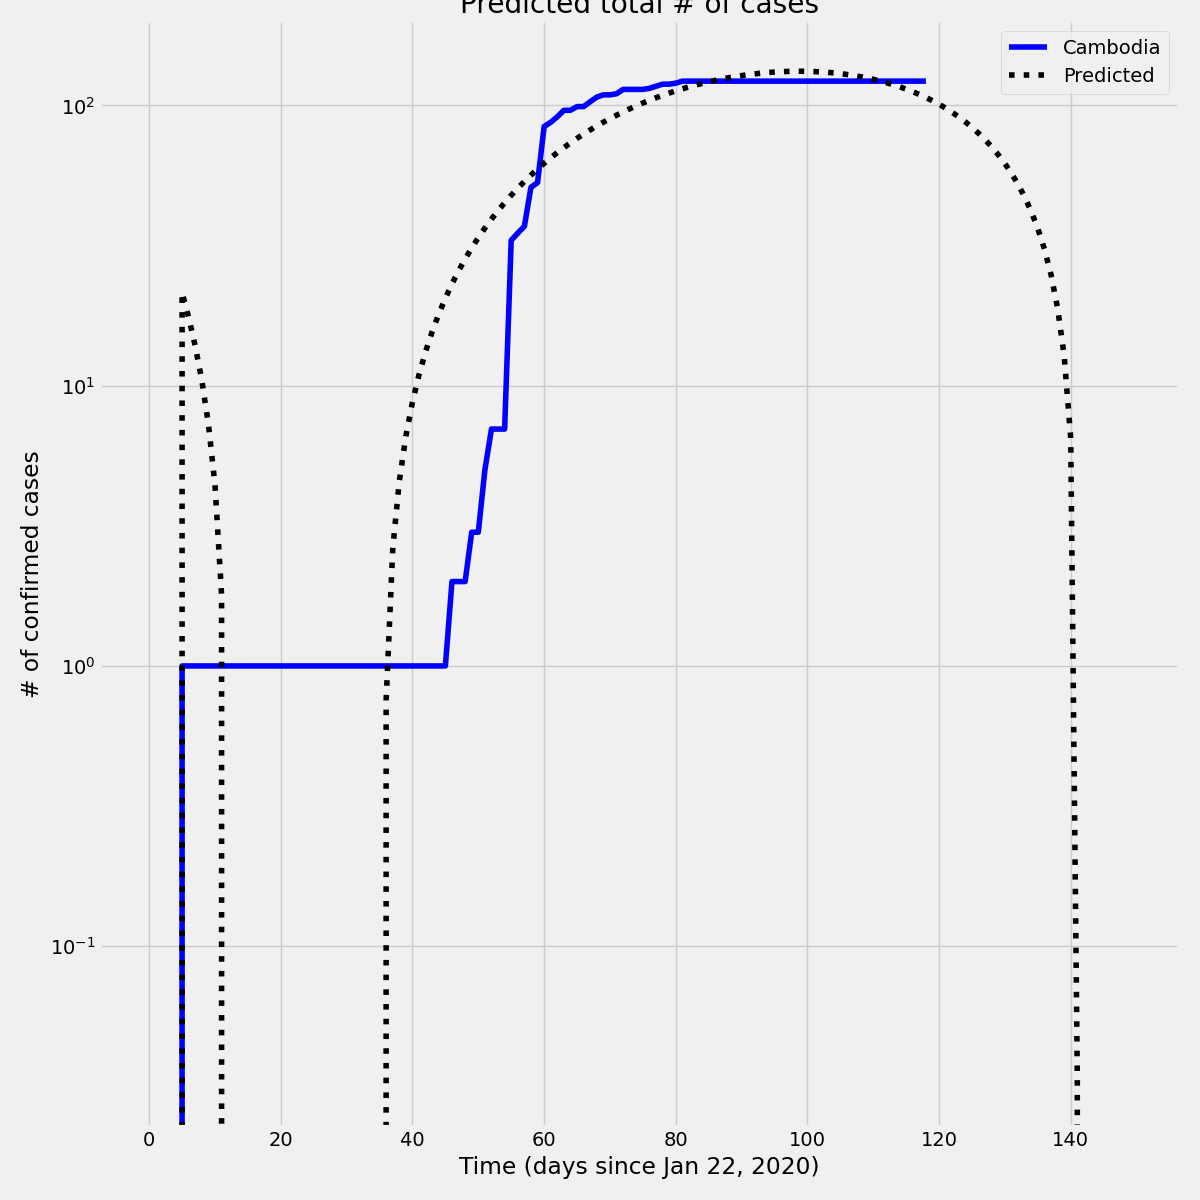 Predicted total # of cases
Cambodia
Predicted
10²
10¹
10⁰
10⁻¹
# of confirmed cases
0 20 40 60 80 100 120 140
Time (days since Jan 22, 2020)